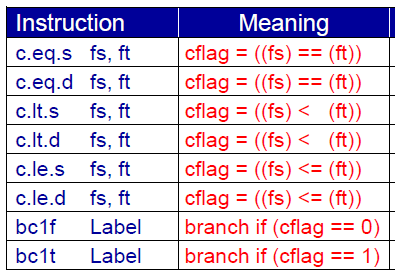 Instruction Meaning
c.eq.s fs, ft cflag = ((fs) == (ft))
c.eq.d fs, ft cflag = ((fs) == (ft))
c.lt.s fs, ft cflag = ((fs) < (ft))
c.lt.d fs, ft cflag = ((fs) < (ft))
c.le.s fs, ft cflag = ((fs) <= (ft))
c.le.d fs, ft cflag = ((fs) <= (ft))
bc1f Label branch if (cflag == 0)
bc1t Label branch if (cflag == 1)